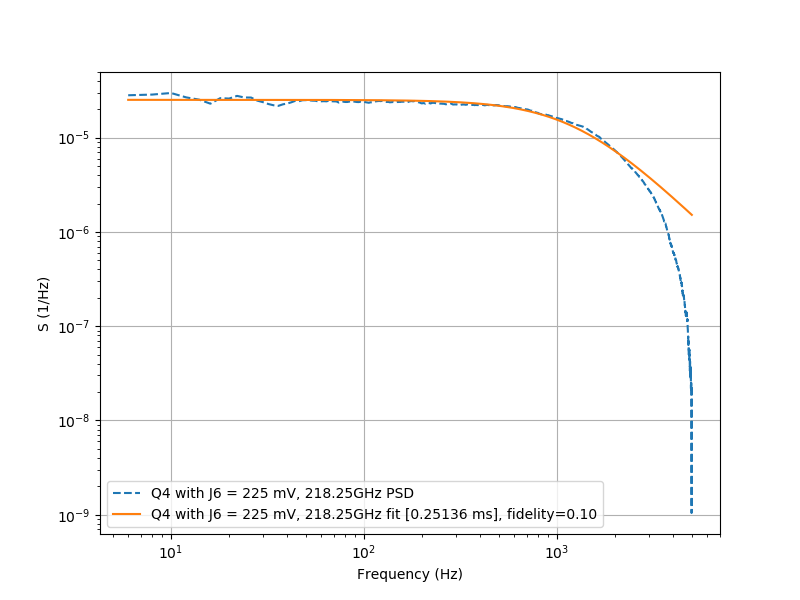 10⁻⁵
10⁻⁶
10⁻⁷
10⁻⁸
10⁻⁹
S (1/Hz)
Q4 with J6 = 225 mV, 218.25GHz PSD
Q4 with J6 = 225 mV, 218.25GHz fit [0.25136 ms], fidelity=0.10
10¹ 10² 10³
Frequency (Hz)